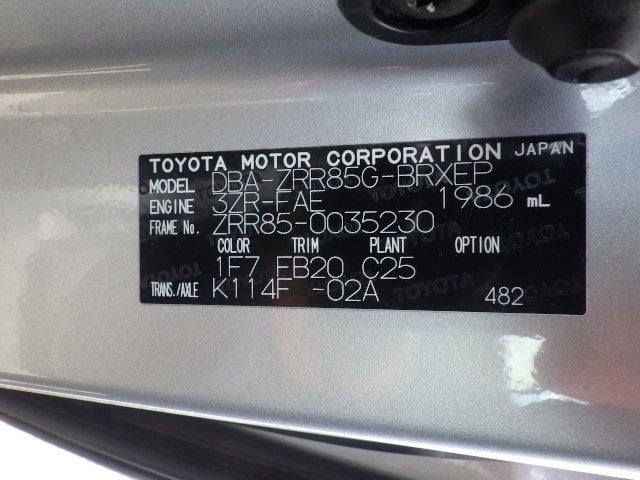 TOYOTA MOTOR CORPORATION JAPAN
MODEL DBA-ZRR85G-BRXEP
ENGINE 3ZR-FAE 1986 mL
FRAME No. ZRR85-0035230
COLOR TRIM PLANT OPTION
1F7 FB20 C25
TRANS./AXLE K114F -02A 482